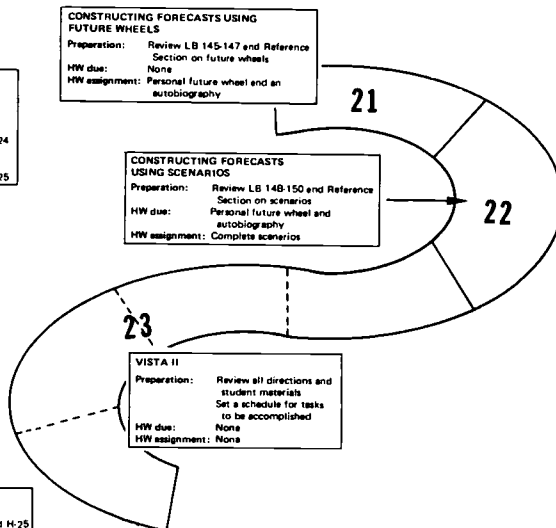 CONSTRUCTING FORECASTS USING
FUTURE WHEELS
Preparation: Review LB 145-147 and Reference
Section on future wheels
HW due: None
HW assignment: Personal future wheel and an
autobiography
21
24
25
CONSTRUCTING FORECASTS
USING SCENARIOS
Preparation: Review LB 148-150 and Reference
Section on scenarios
HW due: Personal future wheel and
autobiography
HW assignment: Complete scenarios
22
23
VISTA II
Preparation: Review all directions and
student materials
Set a schedule for tasks
to be accomplished
HW due: None
HW assignment: None
H-25